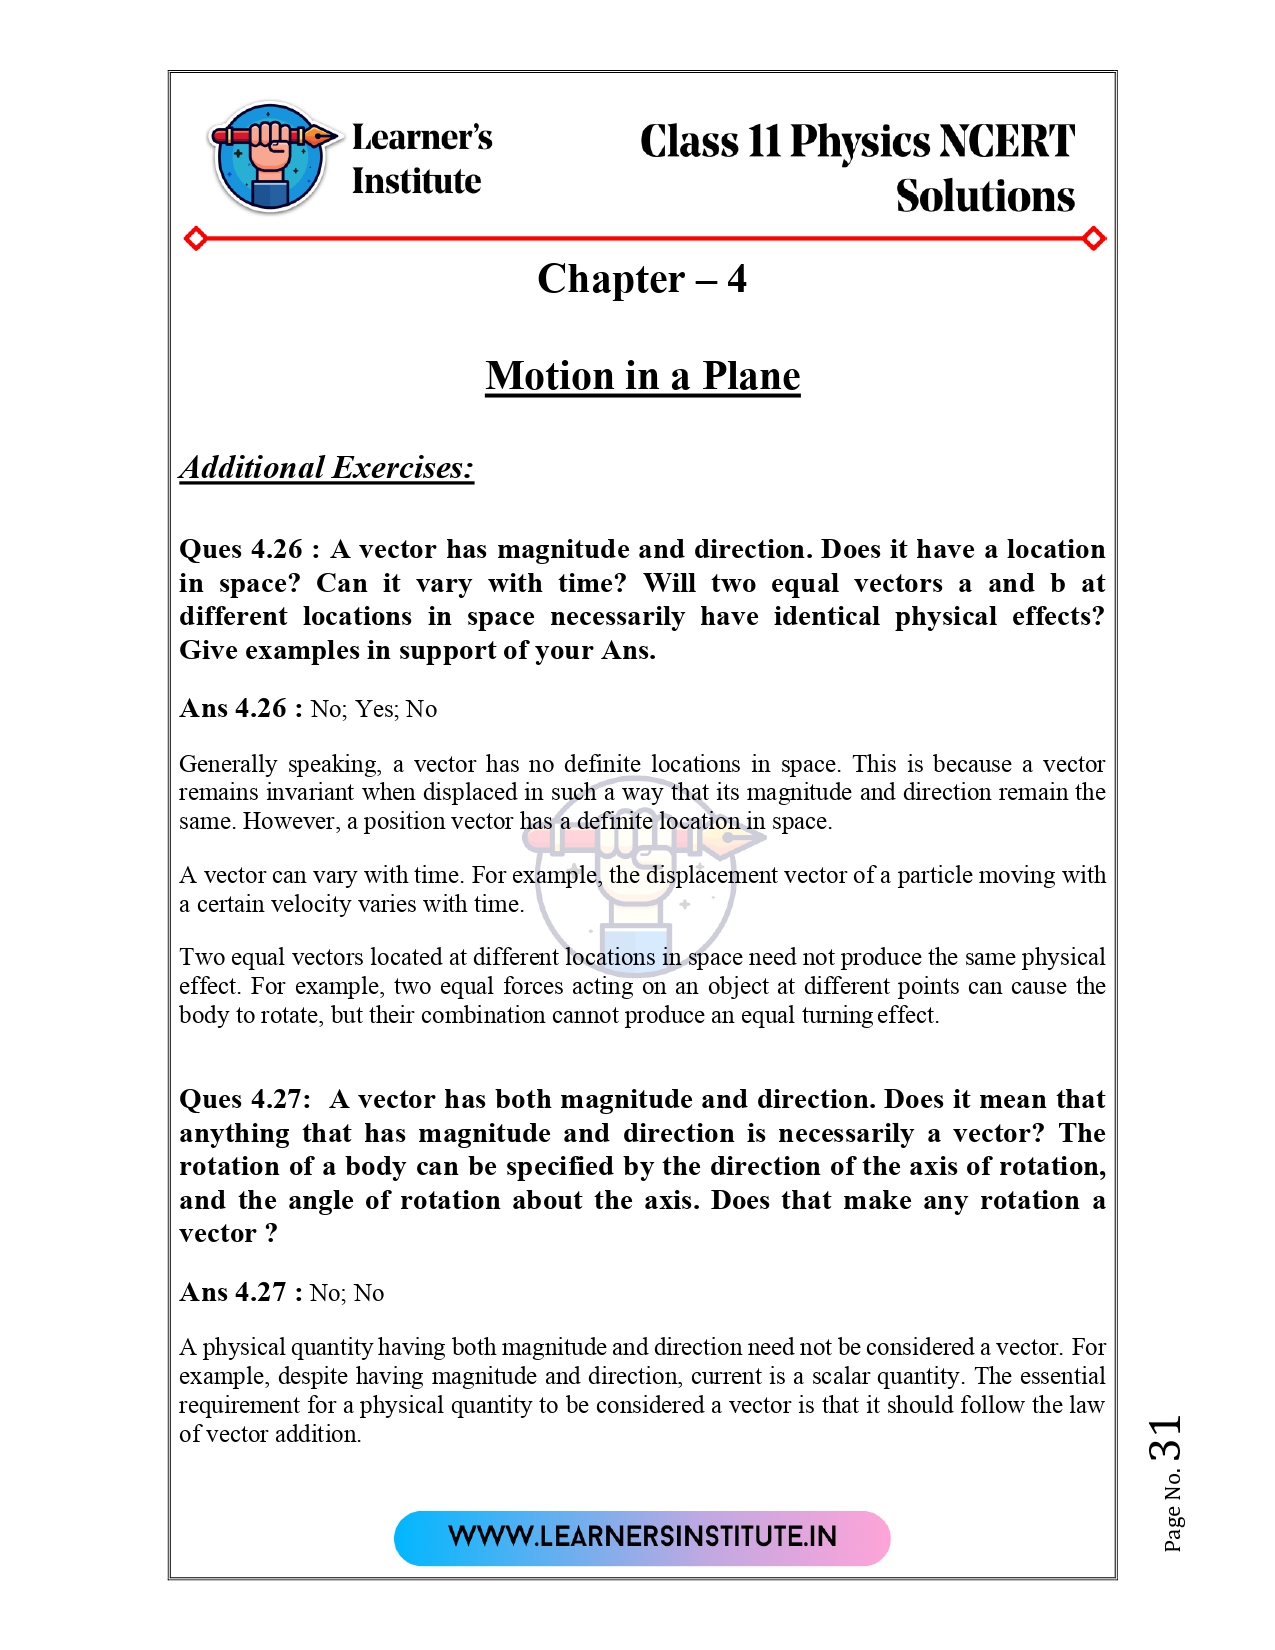 Learner's
Institute
Class 11 Physics NCERT
Solutions
Chapter – 4
Motion in a Plane
Additional Exercises:
Ques 4.26 : A vector has magnitude and direction. Does it have a location
in space? Can it vary with time? Will two equal vectors a and b at
different locations in space necessarily have identical physical effects?
Give examples in support of your Ans.
Ans 4.26 : No; Yes; No
Generally speaking, a vector has no definite locations in space. This is because a vector
remains invariant when displaced in such a way that its magnitude and direction remain the
same. However, a position vector has a definite location in space.
A vector can vary with time. For example, the displacement vector of a particle moving with
a certain velocity varies with time.
Two equal vectors located at different locations in space need not produce the same physical
effect. For example, two equal forces acting on an object at different points can cause the
body to rotate, but their combination cannot produce an equal turning effect.
Ques 4.27: A vector has both magnitude and direction. Does it mean that
anything that has magnitude and direction is necessarily a vector? The
rotation of a body can be specified by the direction of the axis of rotation,
and the angle of rotation about the axis. Does that make any rotation a
vector ?
Ans 4.27 : No; No
A physical quantity having both magnitude and direction need not be considered a vector. For
example, despite having magnitude and direction, current is a scalar quantity. The essential
requirement for a physical quantity to be considered a vector is that it should follow the law
of vector addition.
Page No. 31
WWW.LEARNERSINSTITUTE.IN